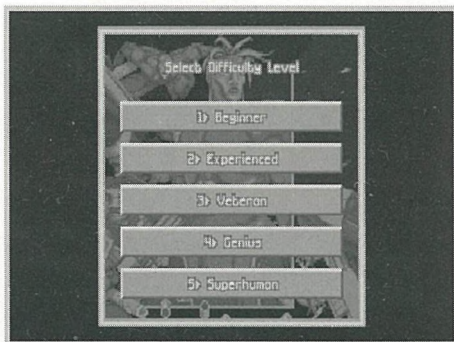 Select Difficulty Level
1> Beginner
2> Experienced
3> Veteran
4> Genius
5> Superhuman